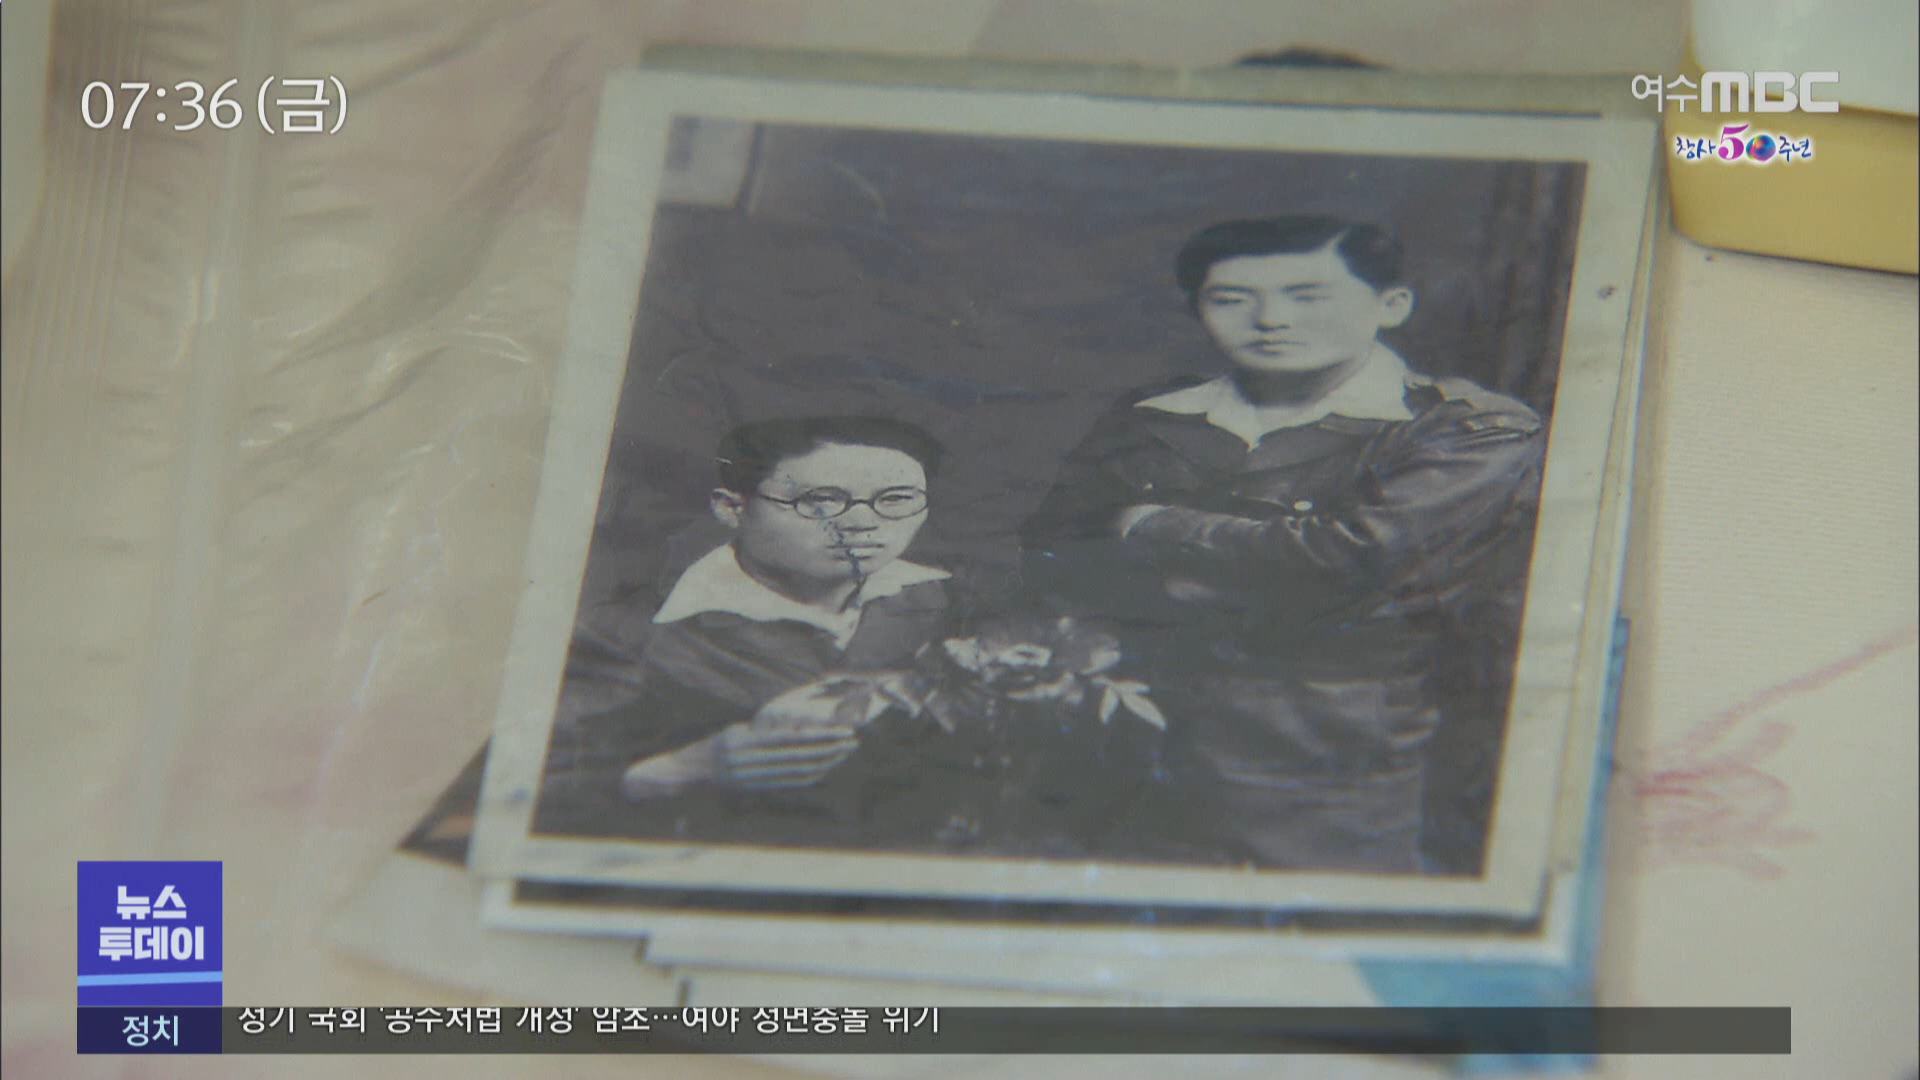 07:36 (금)
여수MBC
창사50주년
뉴스
투데이
정치
정기 국회 '공수처법 개정' 암초…여야 정면충돌 위기